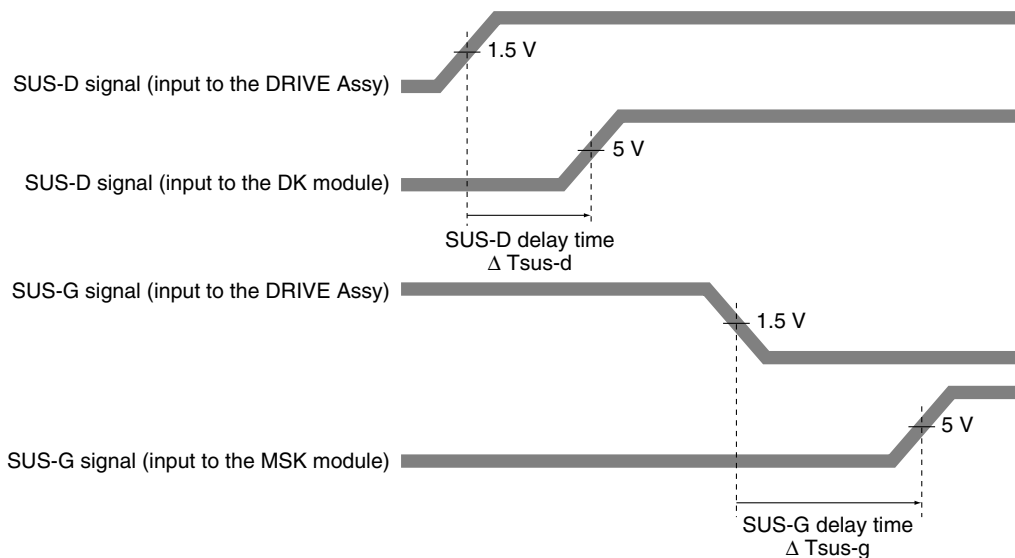 1.5 V
SUS-D signal (input to the DRIVE Assy)
5 V
SUS-D signal (input to the DK module)
SUS-D delay time
Δ Tsus-d
SUS-G signal (input to the DRIVE Assy)
1.5 V
5 V
SUS-G signal (input to the MSK module)
SUS-G delay time
Δ Tsus-g